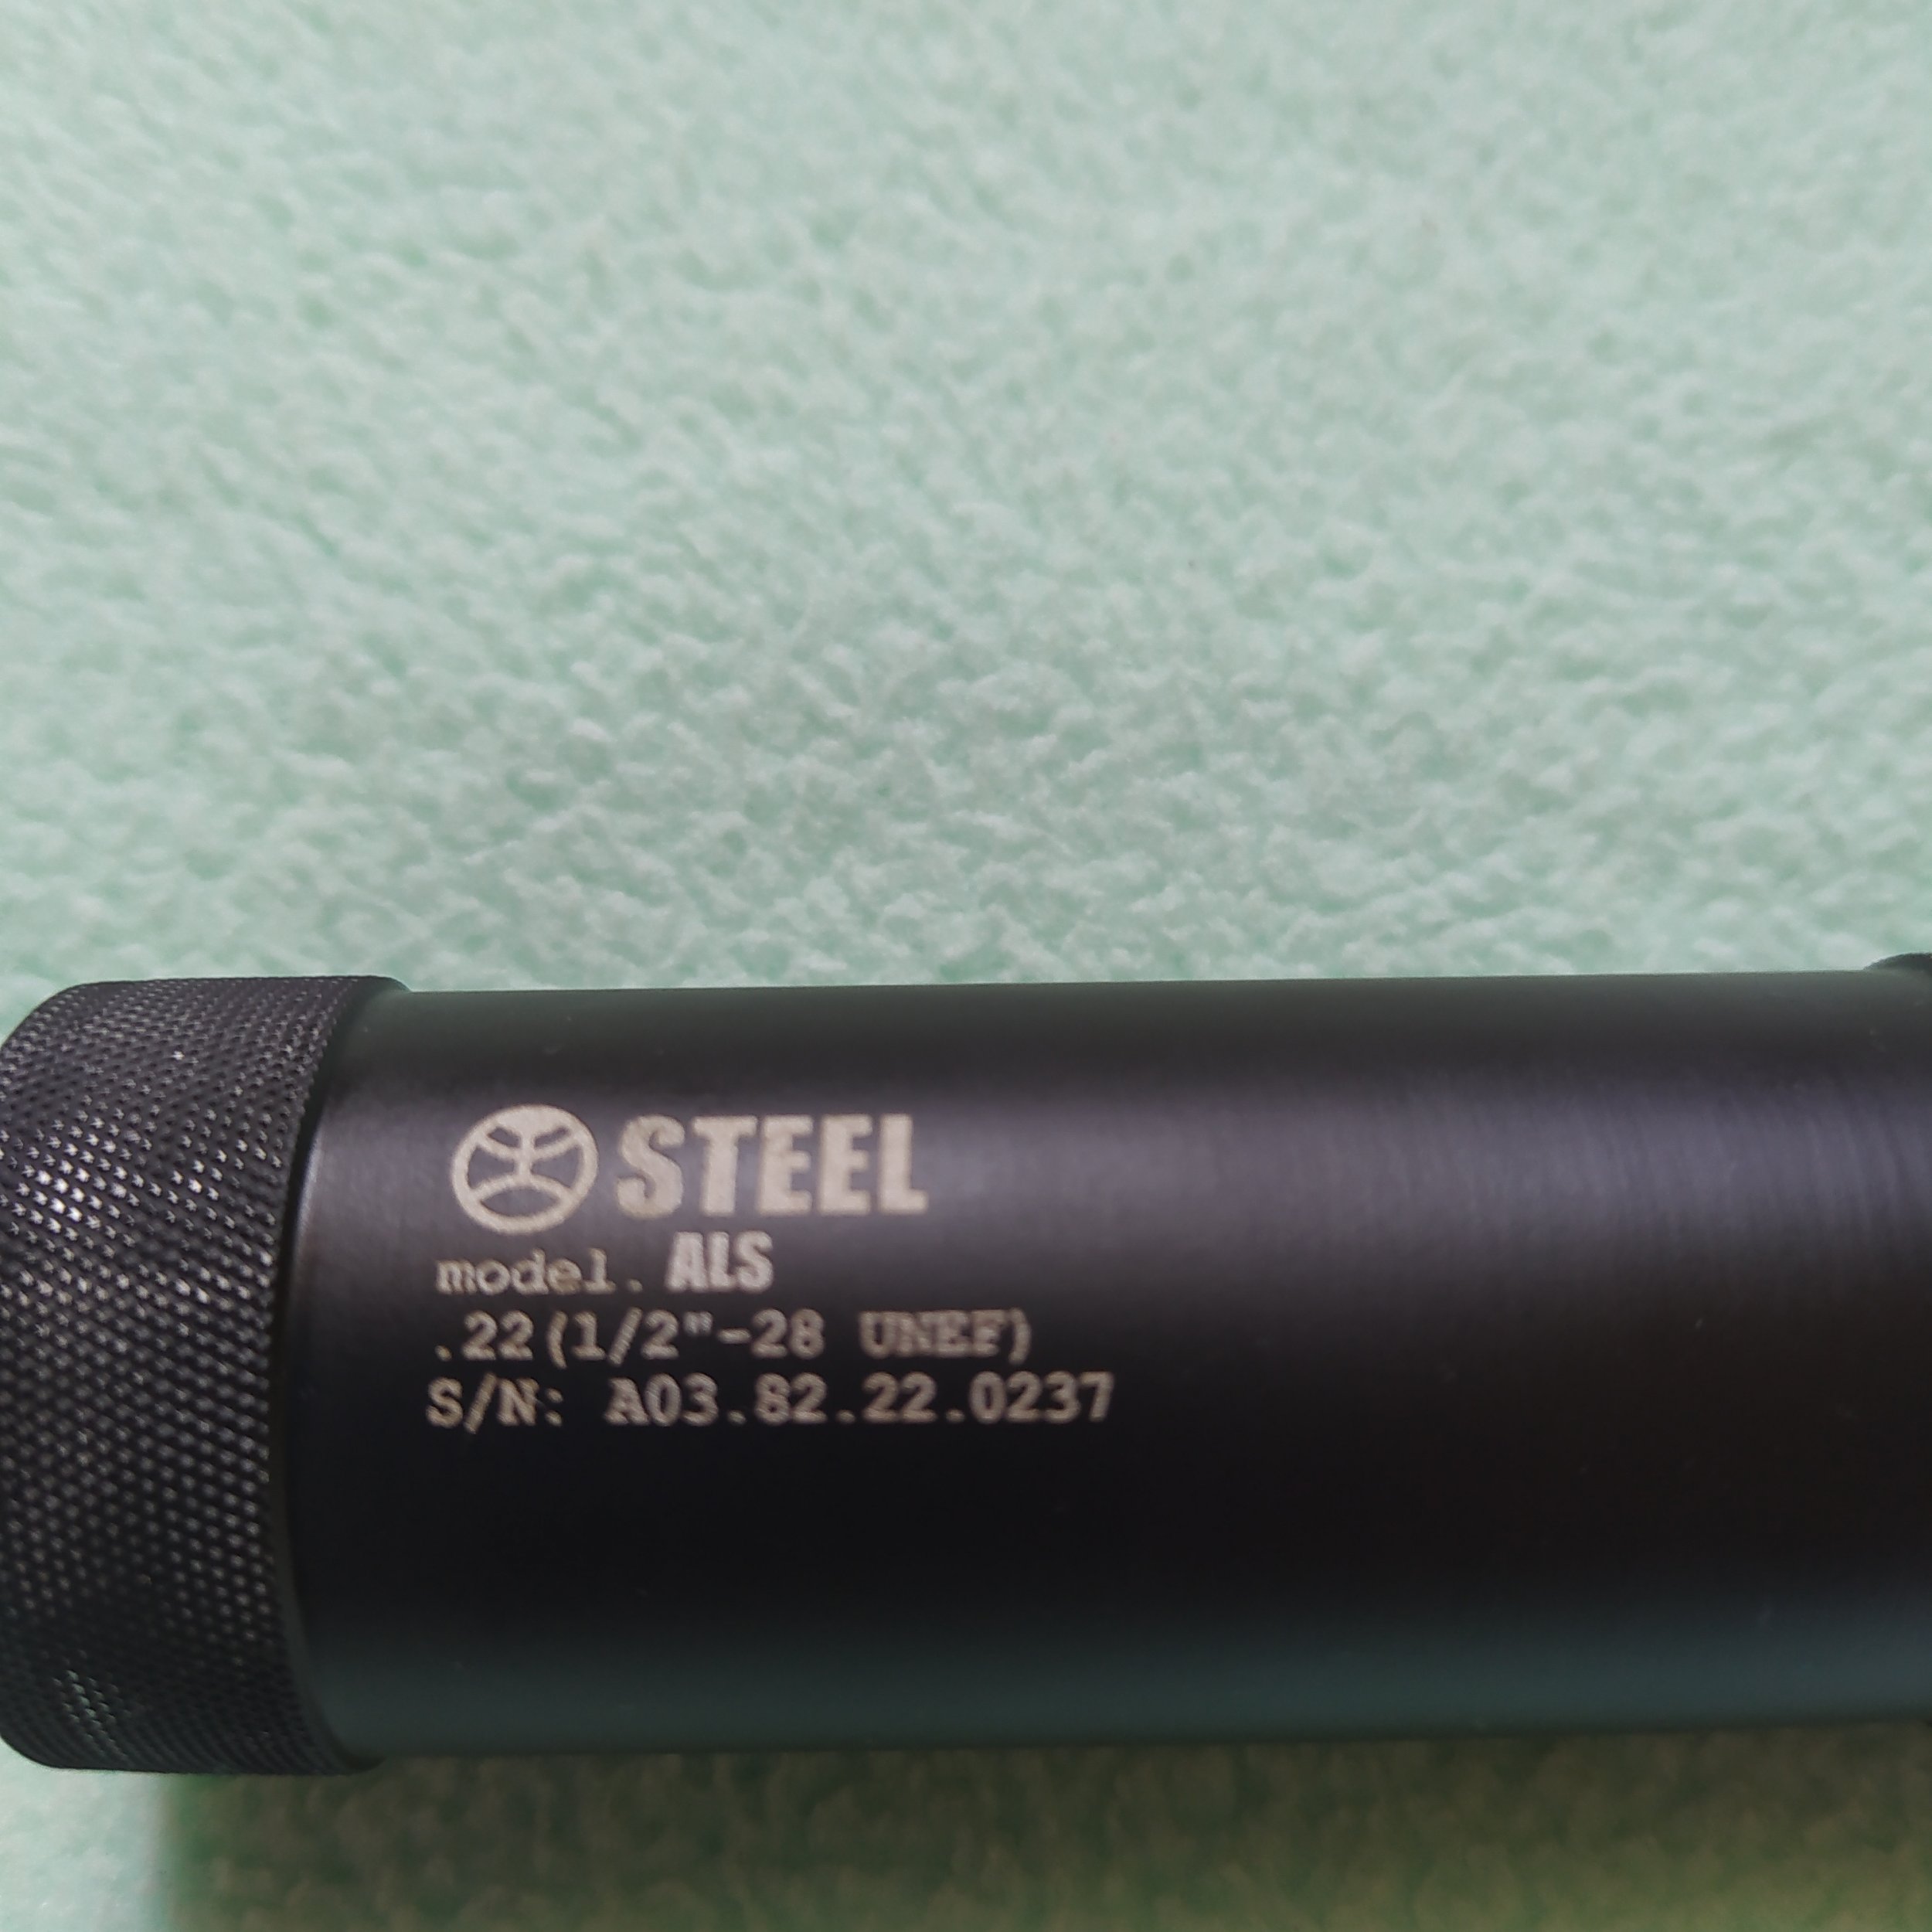 STEEL
model. ALS
.22(1/2"-28 UNEF)
S/N: A03.82.22.0237